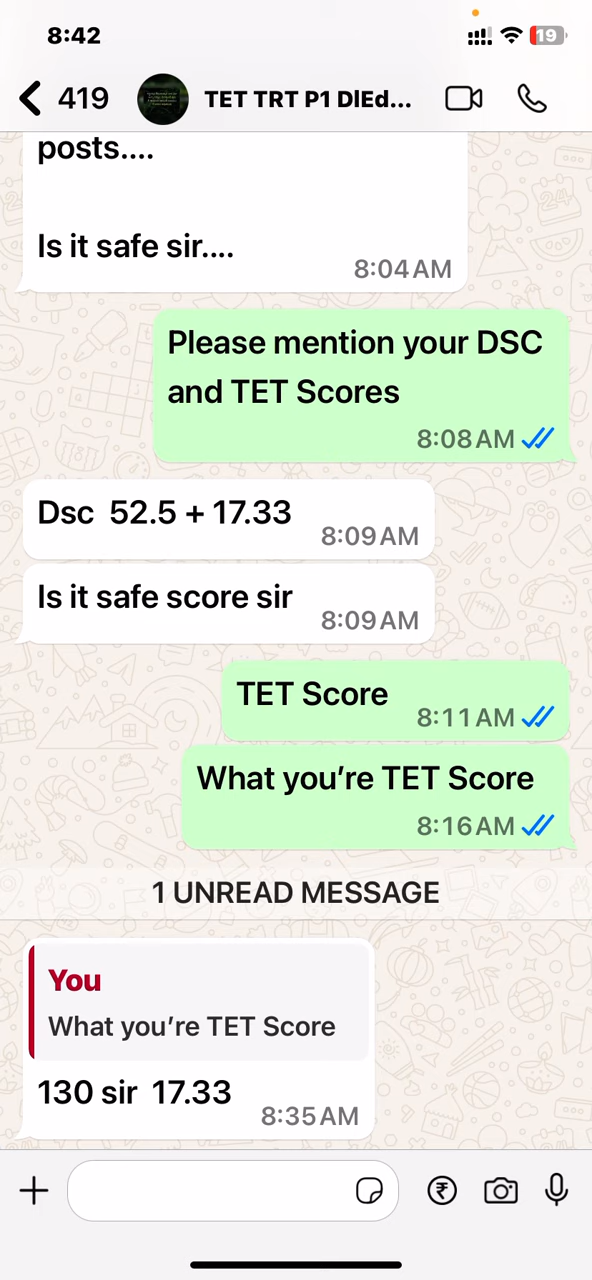 8:42
19
419
TET TRT P1 DlEd...
posts....
Is it safe sir....
8:04 AM
Please mention your DSC
and TET Scores
8:08 AM
Dsc 52.5 + 17.33
8:09 AM
Is it safe score sir
8:09 AM
TET Score
8:11 AM
What you're TET Score
8:16 AM
1 UNREAD MESSAGE
You
What you're TET Score
130 sir 17.33
8:35 AM